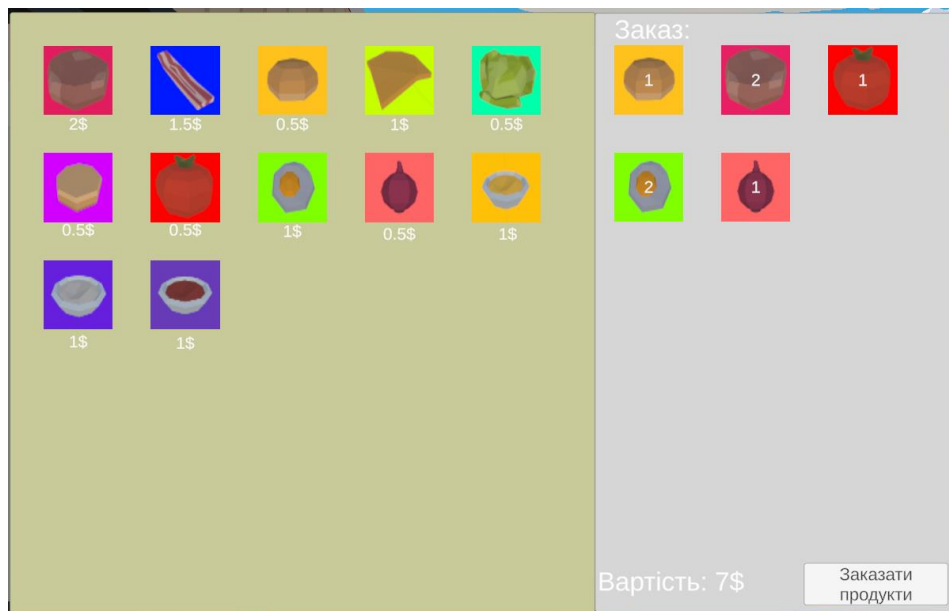 2$ 1.5$ 0.5$ 1$ 0.5$
0.5$ 0.5$ 1$ 0.5$ 1$
1$ 1$
Заказ:
1 2 1
2 1
Вартість: 7$
Заказати
продукти